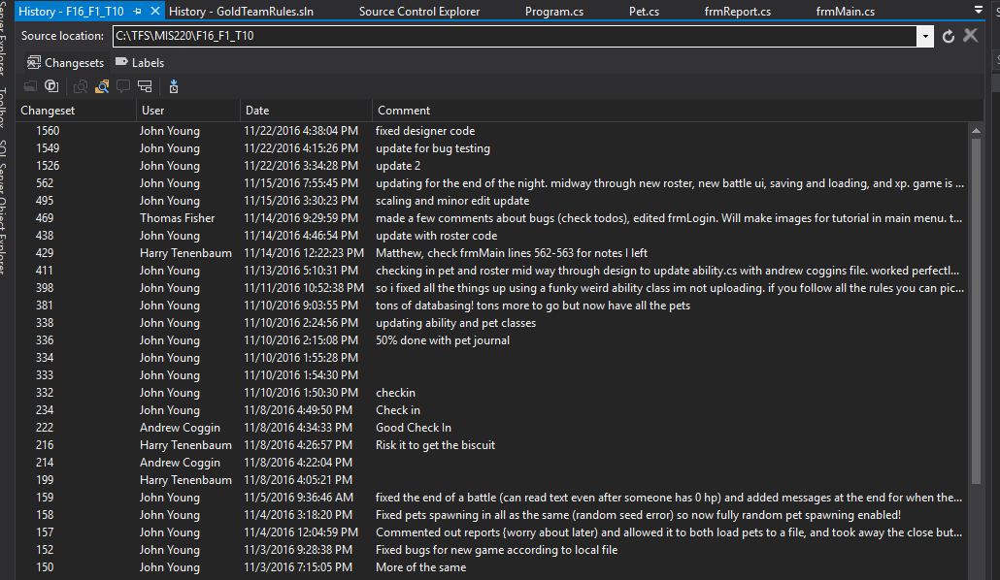 History - F16_F1_T10 History - GoldTeamRules.sln Source Control Explorer Program.cs Pet.cs frmReport.cs frmMain.cs
Source location: C:\TFS\MIS220\F16_F1_T10
Changesets Labels
Changeset User Date Comment
1560 John Young 11/22/2016 4:38:04 PM fixed designer code
1549 John Young 11/22/2016 4:15:26 PM update for bug testing
1526 John Young 11/22/2016 3:34:28 PM update 2
562 John Young 11/15/2016 7:55:45 PM updating for the end of the night. midway through new roster, new battle ui, saving and loading, and xp. game is ...
495 John Young 11/15/2016 3:30:23 PM scaling and minor edit update
469 Thomas Fisher 11/14/2016 9:29:59 PM made a few comments about bugs (check todos), edited frmLogin. Will make images for tutorial in main menu. t...
438 John Young 11/14/2016 4:46:54 PM update with roster code
429 Harry Tenenbaum 11/14/2016 12:22:23 PM Matthew, check frmMain lines 562-563 for notes I left
411 John Young 11/13/2016 5:10:31 PM checking in pet and roster mid way through design to update ability.cs with andrew coggins file. worked perfectl...
398 John Young 11/11/2016 10:52:38 PM so i fixed all the things up using a funky weird ability class im not uploading. if you follow all the rules you can pic...
381 John Young 11/10/2016 9:03:55 PM tons of databasing! tons more to go but now have all the pets
338 John Young 11/10/2016 2:24:56 PM updating ability and pet classes
336 John Young 11/10/2016 2:15:08 PM 50% done with pet journal
334 John Young 11/10/2016 1:55:28 PM
333 John Young 11/10/2016 1:54:30 PM
332 John Young 11/10/2016 1:50:30 PM checkin
234 John Young 11/8/2016 4:49:50 PM Check in
222 Andrew Coggin 11/8/2016 4:34:33 PM Good Check In
216 Harry Tenenbaum 11/8/2016 4:26:57 PM Risk it to get the biscuit
214 Andrew Coggin 11/8/2016 4:22:04 PM
199 Harry Tenenbaum 11/8/2016 4:05:21 PM
159 John Young 11/5/2016 9:36:46 AM fixed the end of a battle (can read text even after someone has 0 hp) and added messages at the end for when the...
158 John Young 11/4/2016 3:18:20 PM Fixed pets spawning in all as the same (random seed error) so now fully random pet spawning enabled!
157 John Young 11/4/2016 12:04:59 PM Commented out reports {worry about later) and allowed it to both load pets to a file, and took away the close but...
152 John Young 11/3/2016 9:28:38 PM Fixed bugs for new game according to local file
150 John Young 11/3/2016 7:15:05 PM More of the same
Server Explorer
Toolbox
SQL Server Object Explorer